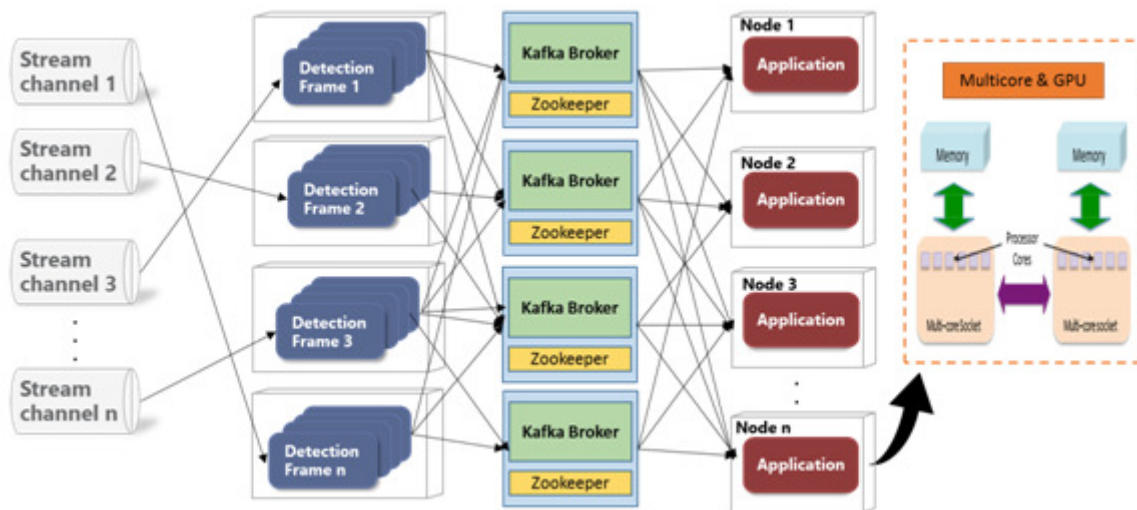 Stream
channel 1
Stream
channel 2
Stream
channel 3
Stream
channel n
Detection
Frame 1
Detection
Frame 2
Detection
Frame 3
Detection
Frame n
Kafka Broker
Zookeeper
Kafka Broker
Zookeeper
Kafka Broker
Zookeeper
Kafka Broker
Zookeeper
Node 1
Application
Node 2
Application
Node 3
Application
Node n
Application
Multicore & GPU
Memory
Memory
Processor
Cores
Multi-core Socket
Multi-core socket